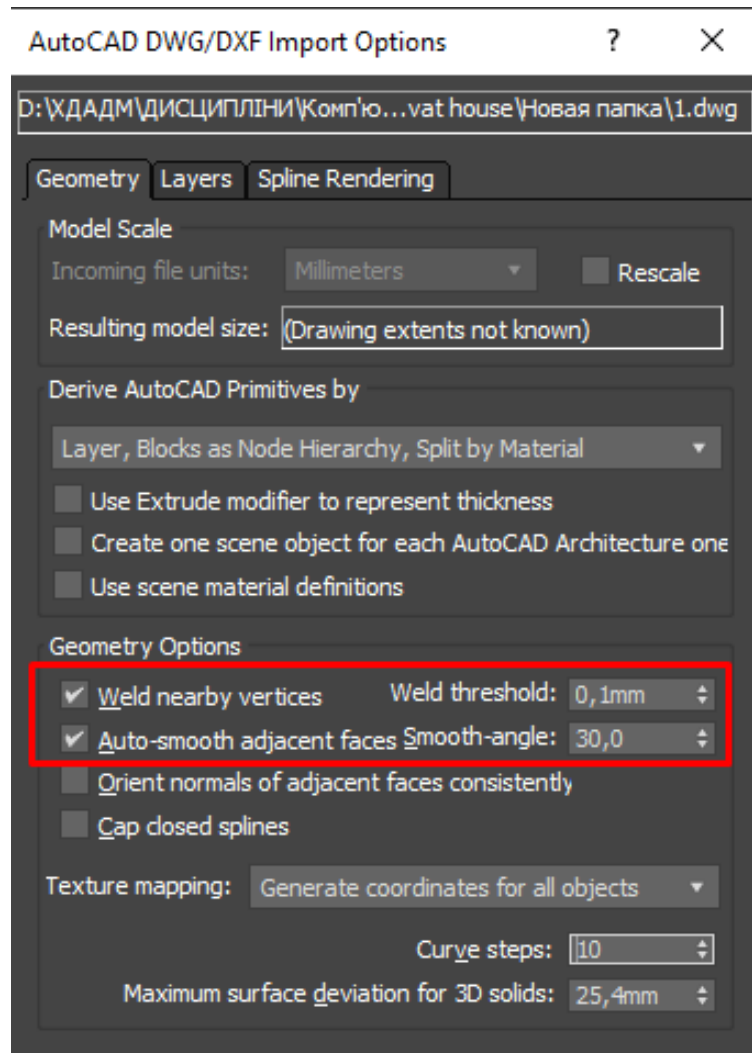 AutoCAD DWG/DXF Import Options ? ×
D:\ХДАДМ\ДИСЦИПЛІНИ\Комп'ю...vat house\Новая папка\1.dwg
Geometry Layers Spline Rendering
Model Scale
Incoming file units: Millimeters Rescale
Resulting model size: (Drawing extents not known)
Derive AutoCAD Primitives by
Layer, Blocks as Node Hierarchy, Split by Material
Use Extrude modifier to represent thickness
Create one scene object for each AutoCAD Architecture one
Use scene material definitions
Geometry Options
Weld nearby vertices Weld threshold: 0,1mm
Auto-smooth adjacent faces Smooth-angle: 30,0
Orient normals of adjacent faces consistently
Cap closed splines
Texture mapping: Generate coordinates for all objects
Curve steps: 10
Maximum surface deviation for 3D solids: 25,4mm